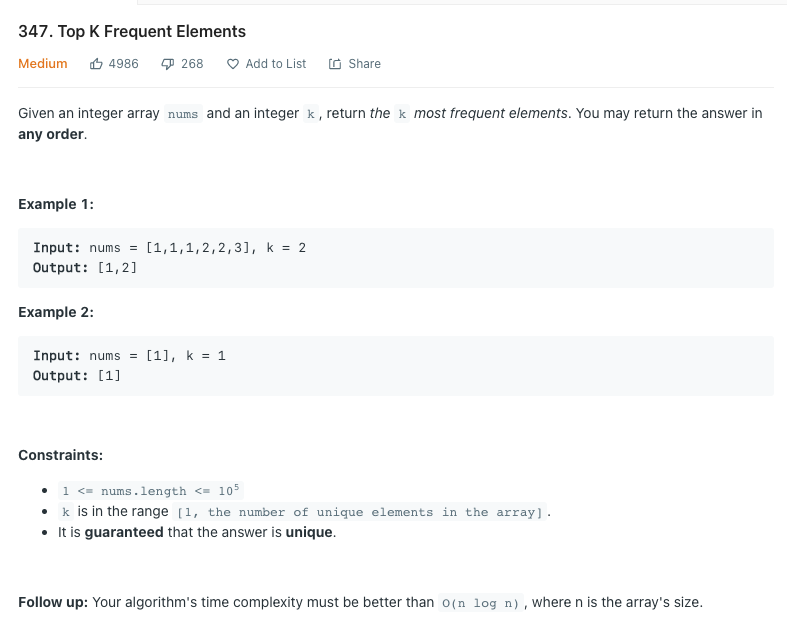 347. Top K Frequent Elements
Medium 4986 268 Add to List Share
Given an integer array nums and an integer k, return the k most frequent elements. You may return the answer in
any order.
Example 1:
Input: nums = [1,1,1,2,2,3], k = 2
Output: [1,2]
Example 2:
Input: nums = [1], k = 1
Output: [1]
Constraints:
• 1 <= nums.length <= 10⁵
• k is in the range [1, the number of unique elements in the array].
• It is guaranteed that the answer is unique.
Follow up: Your algorithm's time complexity must be better than O(n log n), where n is the array's size.